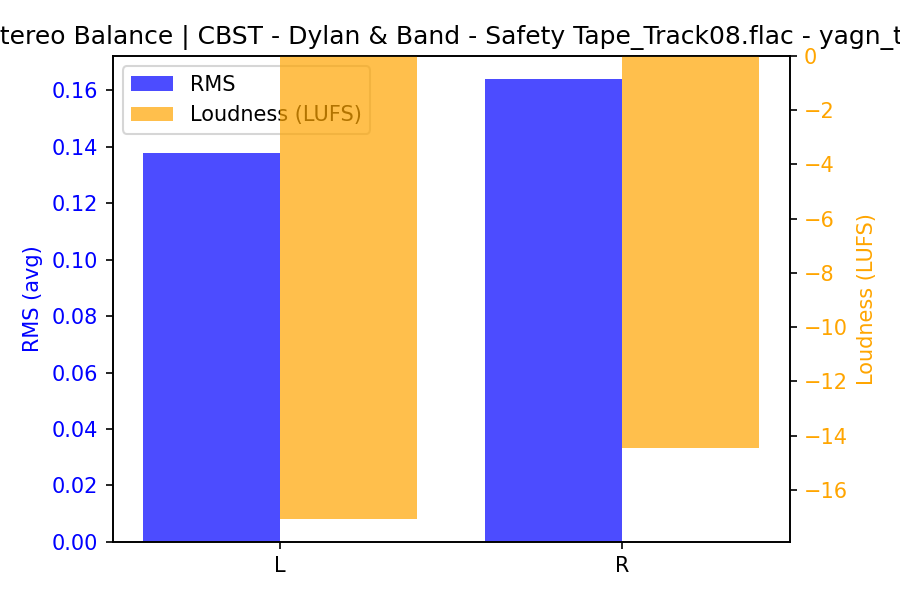 tereo Balance | CBST - Dylan & Band - Safety Tape_Track08.flac - yagn_t
RMS
Loudness (LUFS)
0.16
0.14
0.12
0.10
0.08
0.06
0.04
0.02
0.00
RMS (avg)
0
−2
−4
−6
−8
−10
−12
−14
−16
Loudness (LUFS)
L
R